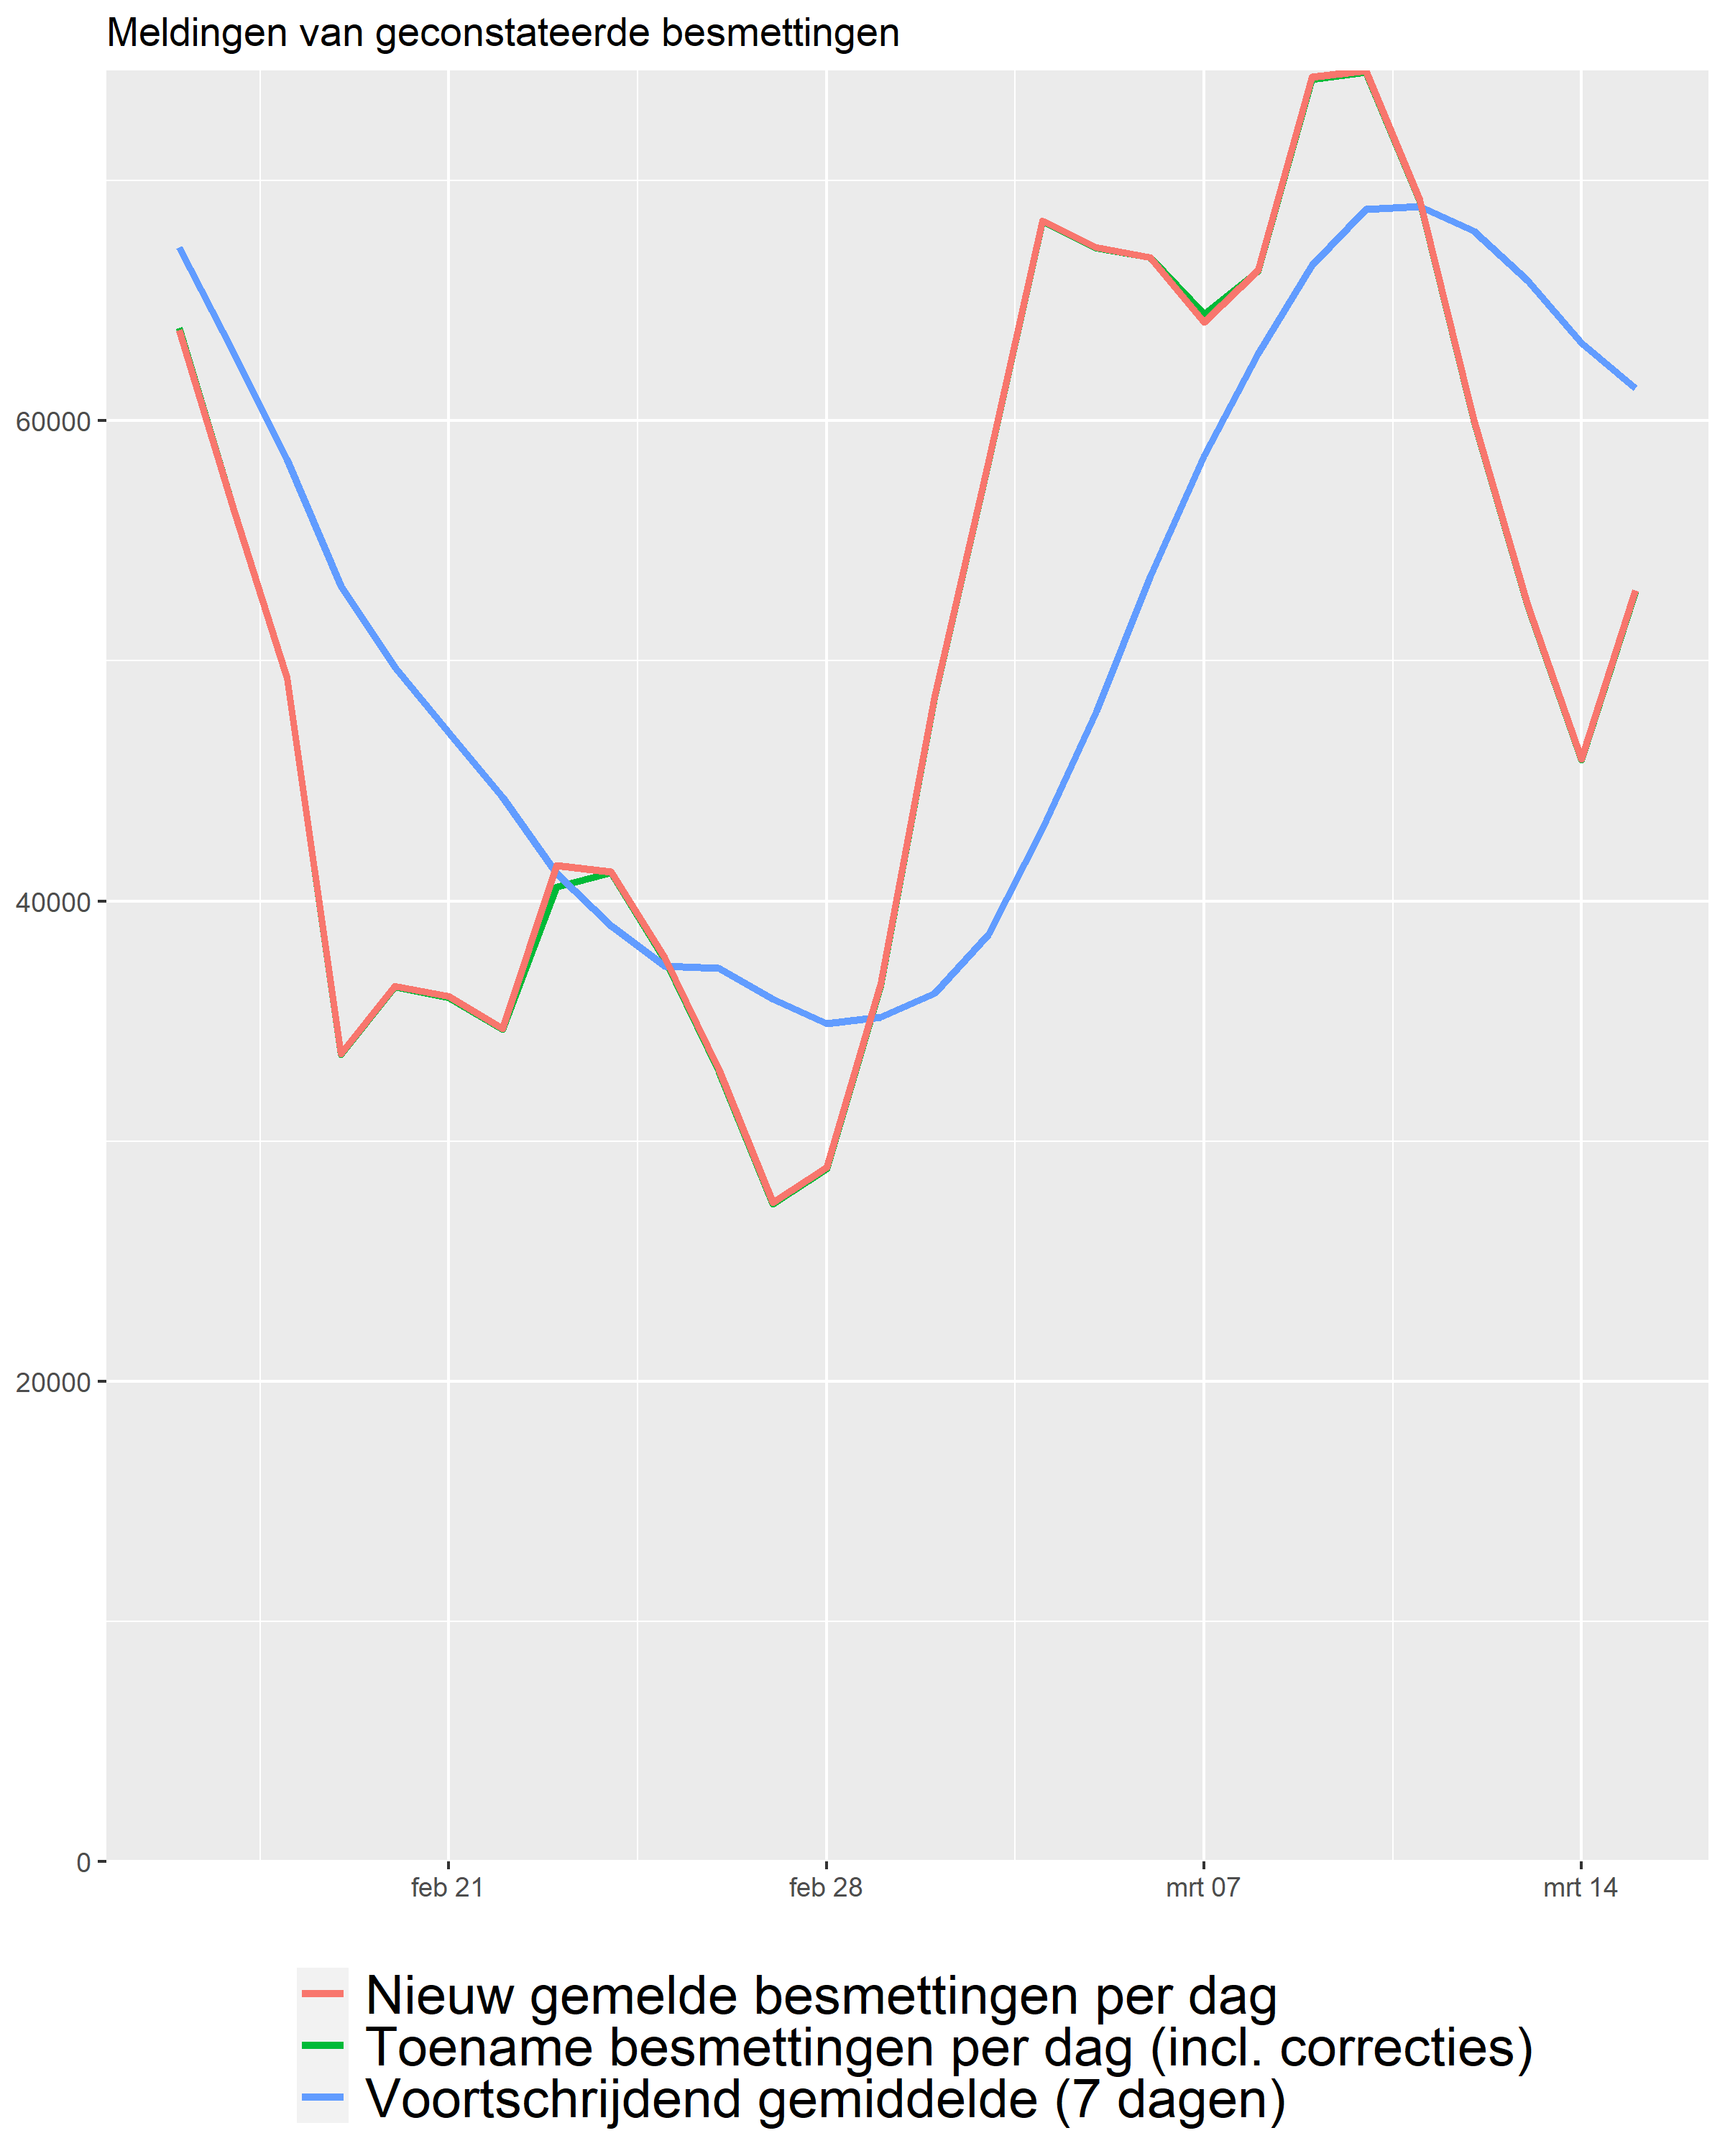 Meldingen van geconstateerde besmettingen
60000
40000
20000
0
feb 21 feb 28 mrt 07 mrt 14
Nieuw gemelde besmettingen per dag
Toename besmettingen per dag (incl. correcties)
Voortschrijdend gemiddelde (7 dagen)